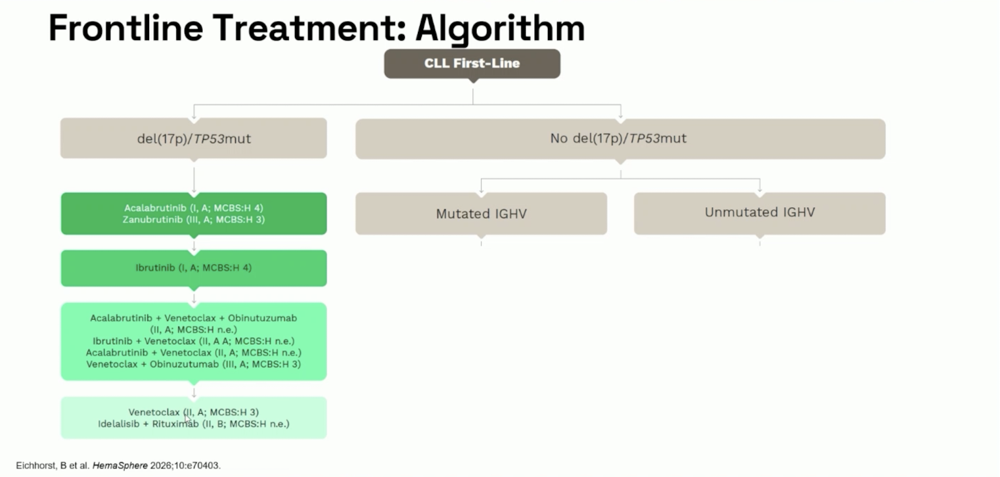 Frontline Treatment: Algorithm
CLL First-Line
del(17p)/TP53mut
No del(17p)/TP53mut
Acalabrutinib (I, A; MCBS:H 4)
Zanubrutinib (III, A; MCBS:H 3)
Mutated IGHV
Unmutated IGHV
Ibrutinib (I, A; MCBS:H 4)
Acalabrutinib + Venetoclax + Obinutuzumab
(II, A; MCBS:H n.e.)
Ibrutinib + Venetoclax (II, A A; MCBS:H n.e.)
Acalabrutinib + Venetoclax (II, A; MCBS:H n.e.)
Venetoclax + Obinuzutumab (III, A; MCBS:H 3)
Venetoclax (II, A; MCBS:H 3)
Idelalisib + Rituximab (II, B; MCBS:H n.e.)
Eichhorst, B et al. HemaSphere 2026;10:e70403.